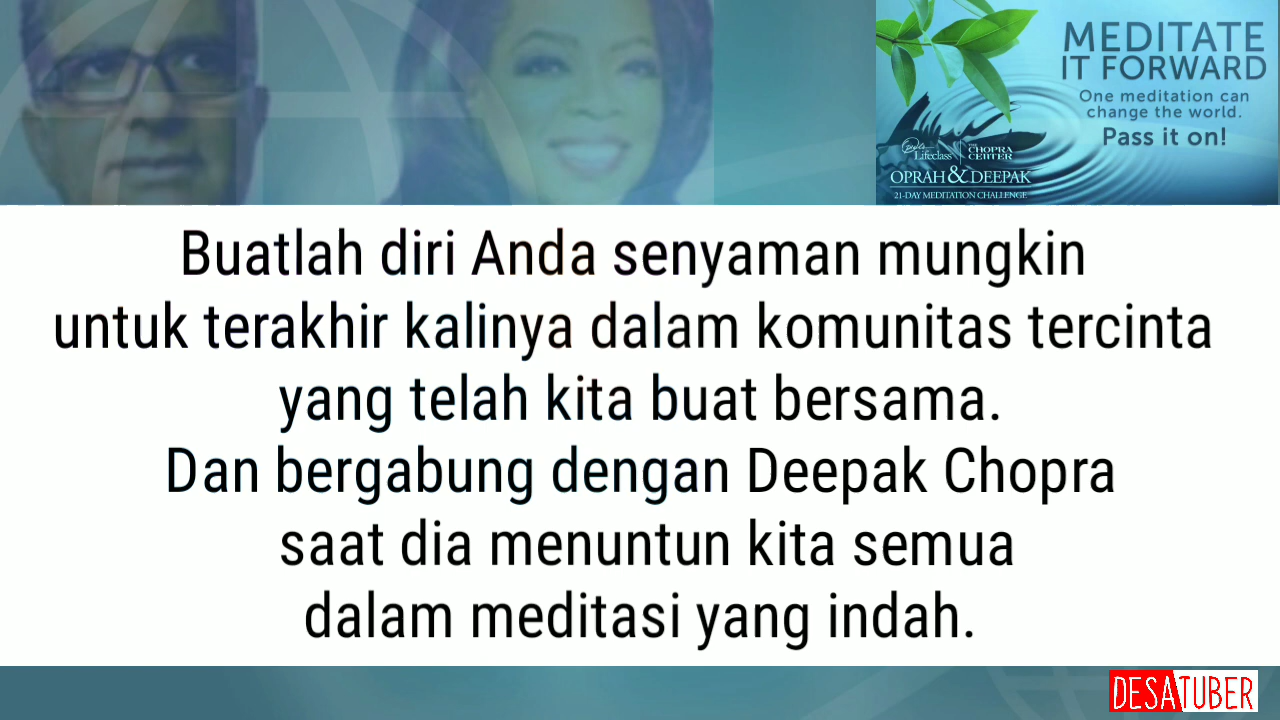 MEDITATE
IT FORWARD
One meditation can
change the world.
Pass it on!
Lifeclass
THE CHOPRA CENTER
OPRAH & DEEPAK
21-DAY MEDITATION CHALLENGE
Buatlah diri Anda senyaman mungkin
untuk terakhir kalinya dalam komunitas tercinta
yang telah kita buat bersama.
Dan bergabung dengan Deepak Chopra
saat dia menuntun kita semua
dalam meditasi yang indah.
DESATUBER